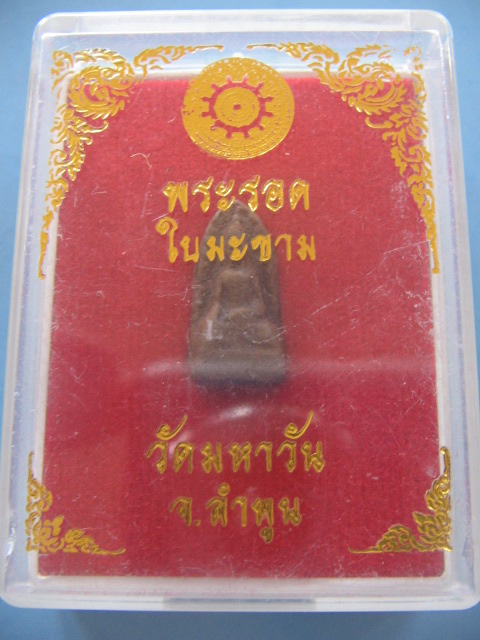 พระรอด
ใบมะขาม
วัดมหาวัน
จ.ลำพูน